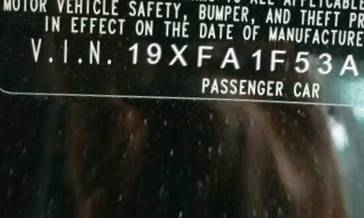 MOTOR VEHICLE SAFETY, BUMPER, AND THEFT PR
IN EFFECT ON THE DATE OF MANUFACTURE
V.I.N. 19XFA1F53A
PASSENGER CAR